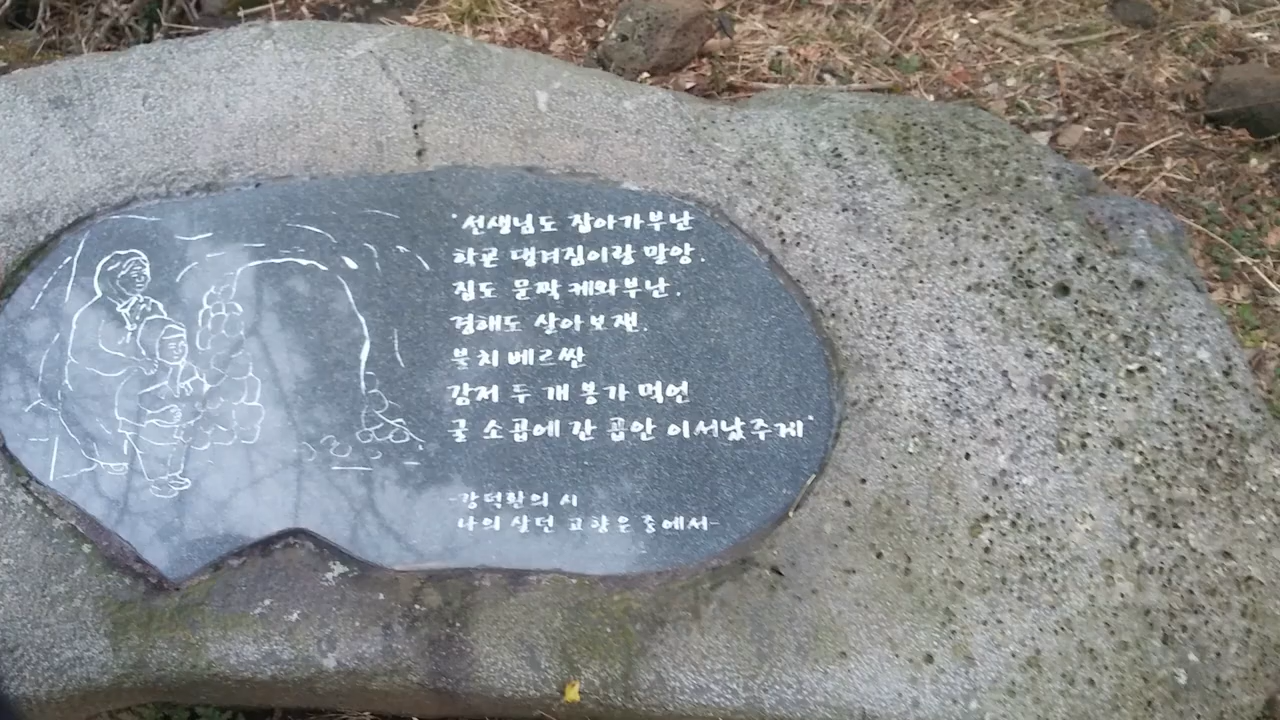 "선생님도 잡아가부난
학굔 댕겨짐이랑 말앙.
집도 문짝 케와부난.
경해도 살아보젠.
불치 베르싼
감저 두 개 봉가 먹언
굴 소곱에 간 곱안 이서났주게"
-강덕환의 시
나의 살던 고향은 중에서-